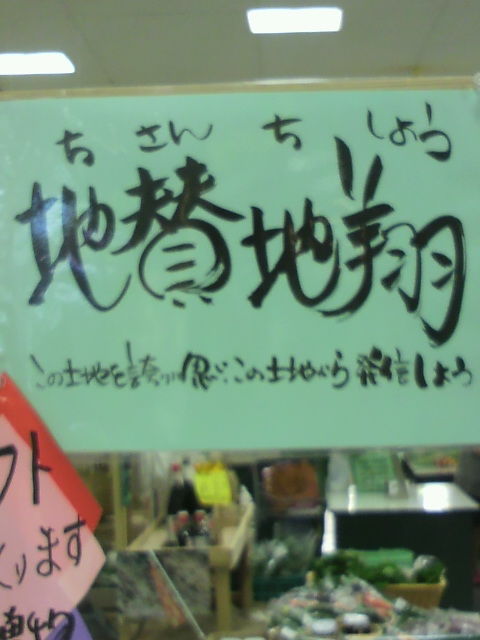 ち さん ち しょう
地賛地翔
この土地を誇りに思い、この土地から発信しよう
フト
ります